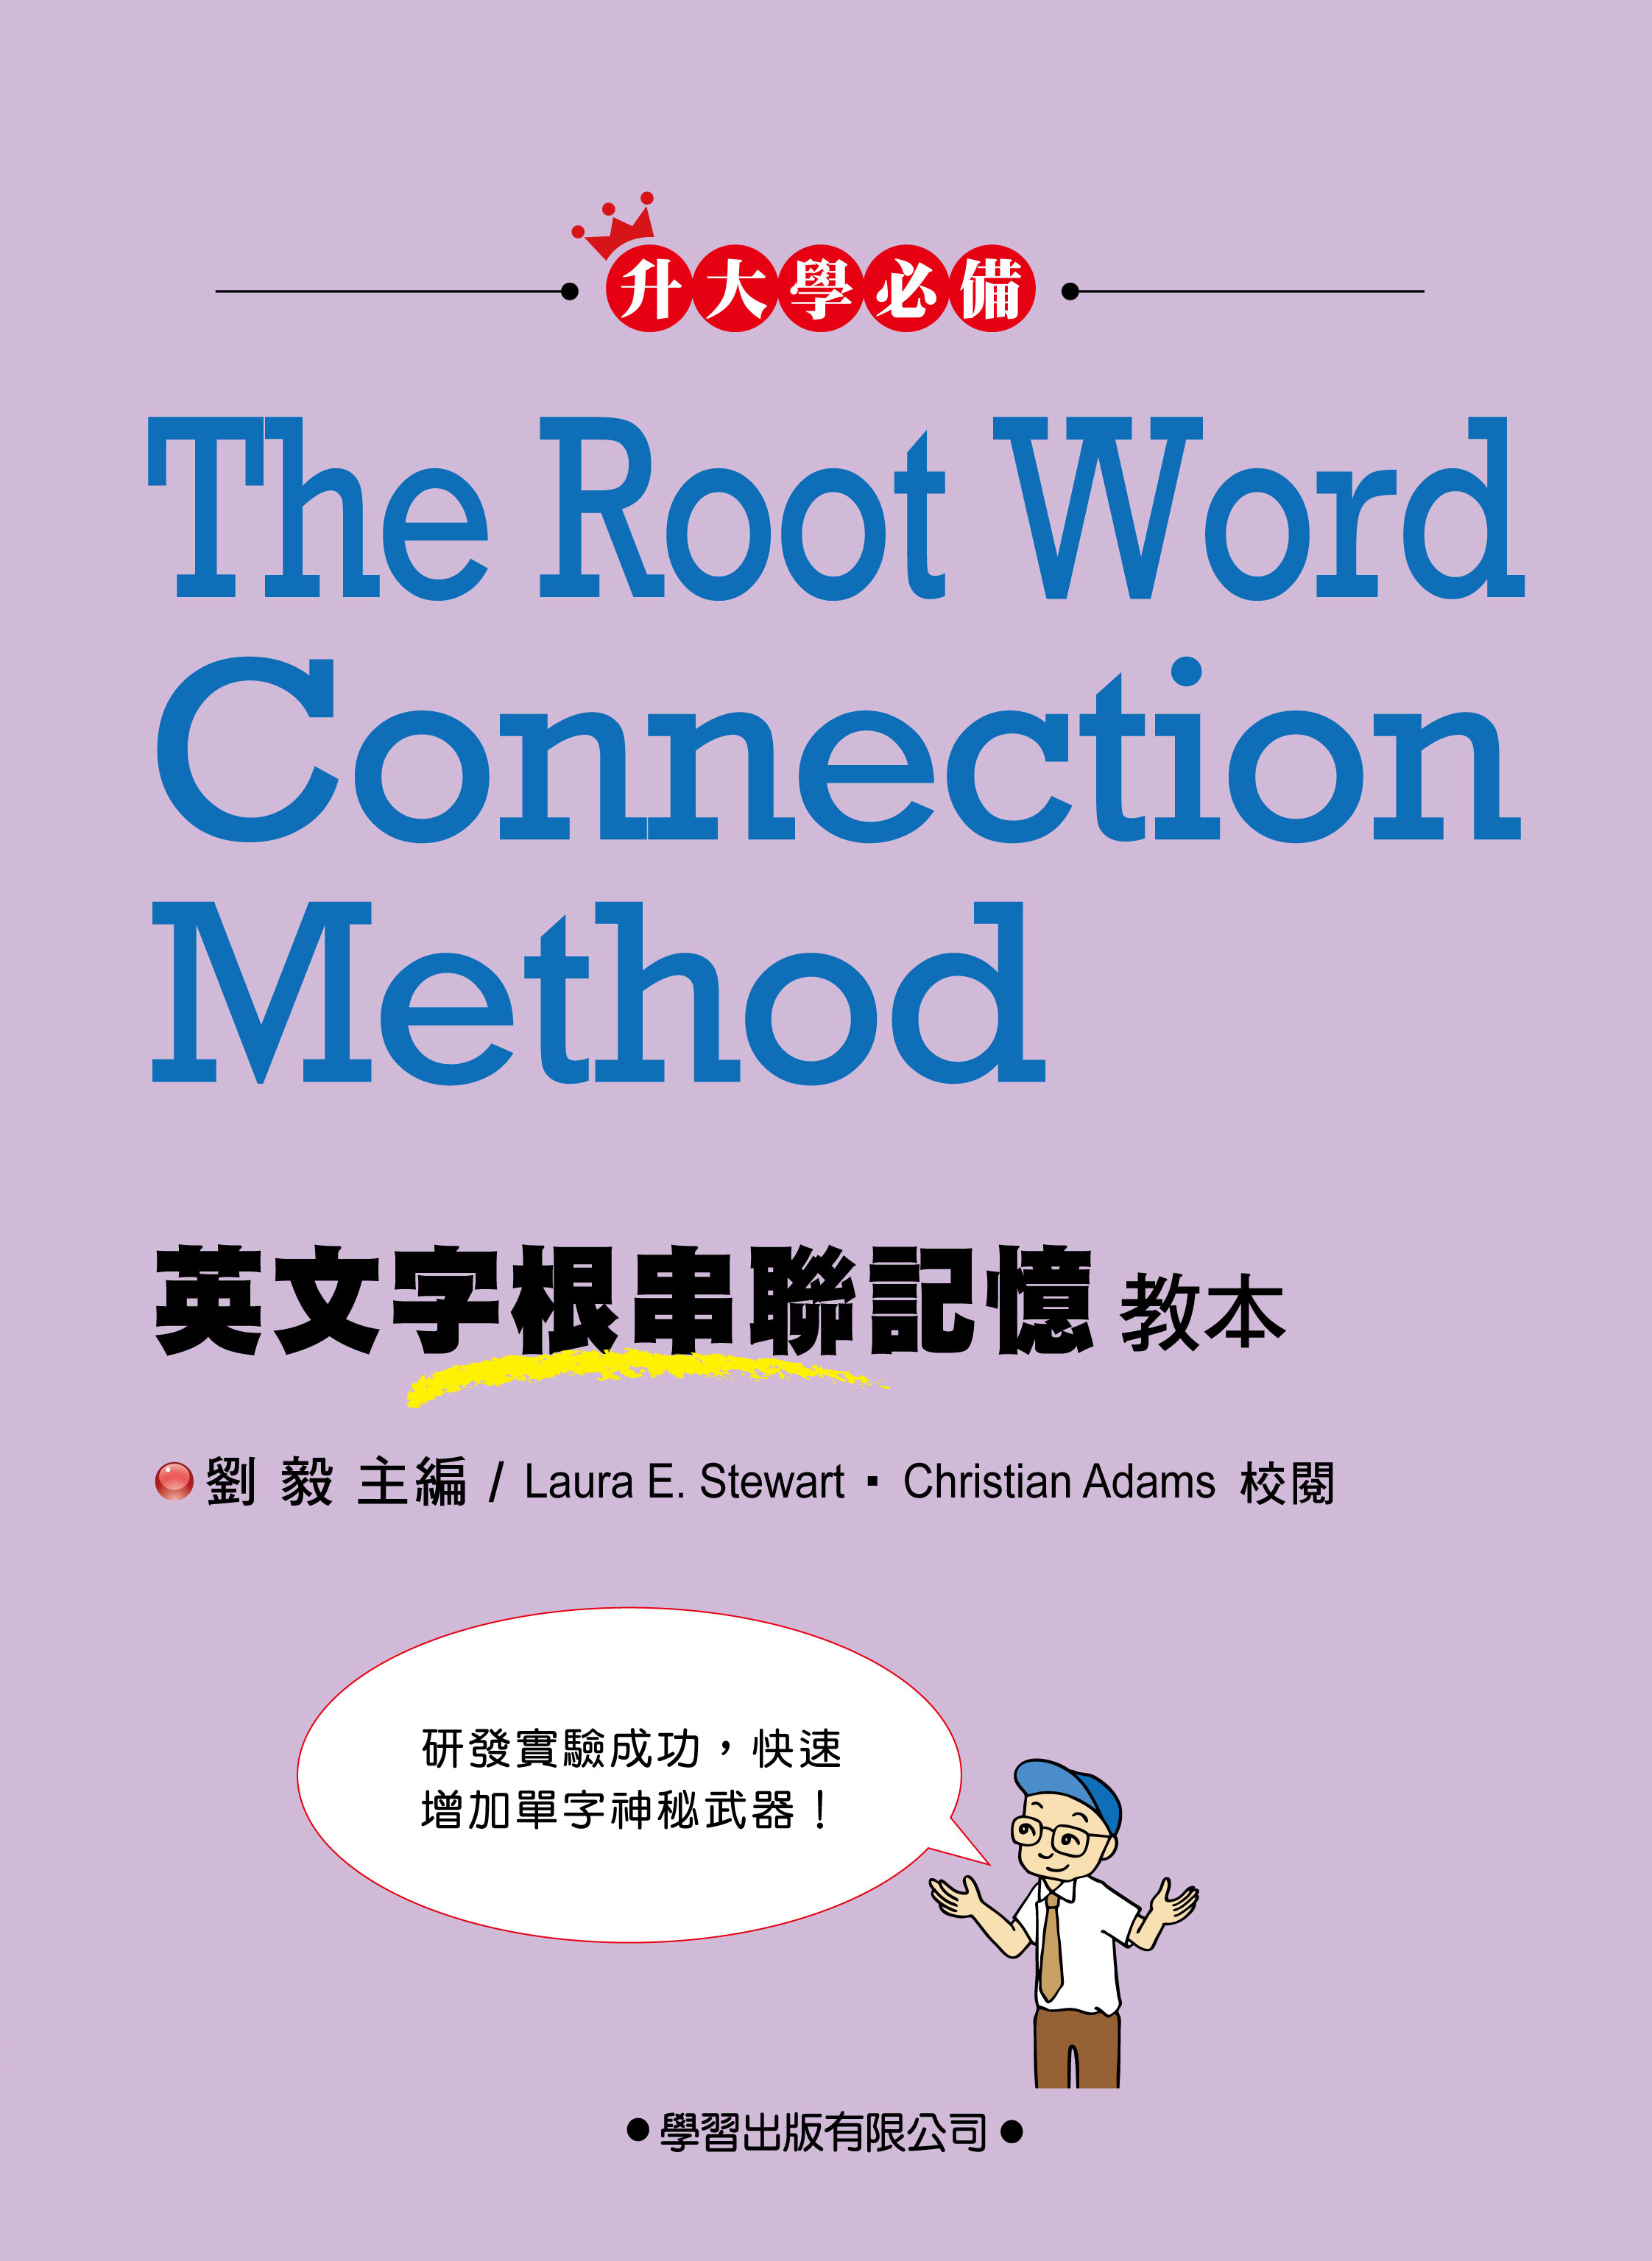 升大學必備
The Root Word
Connection
Method
英文字根串聯記憶 教本
劉 毅 主編 / Laura E. Stewart ▪ Christian Adams 校閱
研發實驗成功，快速
增加單字神秘武器！
●學習出版有限公司●